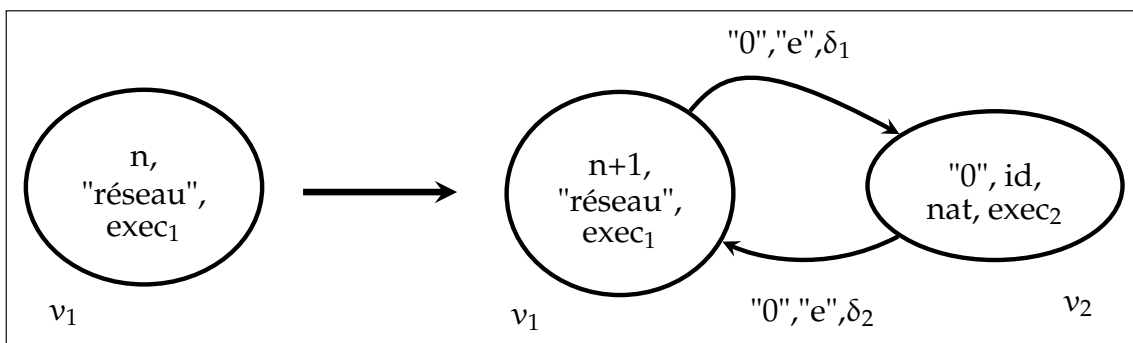 n,
"réseau",
exec₁
v₁
n+1,
"réseau",
exec₁
v₁
"0","e",δ₁
"0", id,
nat, exec₂
"0","e",δ₂
v₂